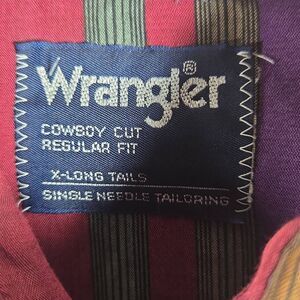 Wrangler®
COWBOY CUT
REGULAR FIT
X-LONG TAILS
SINGLE NEEDLE TAILORING